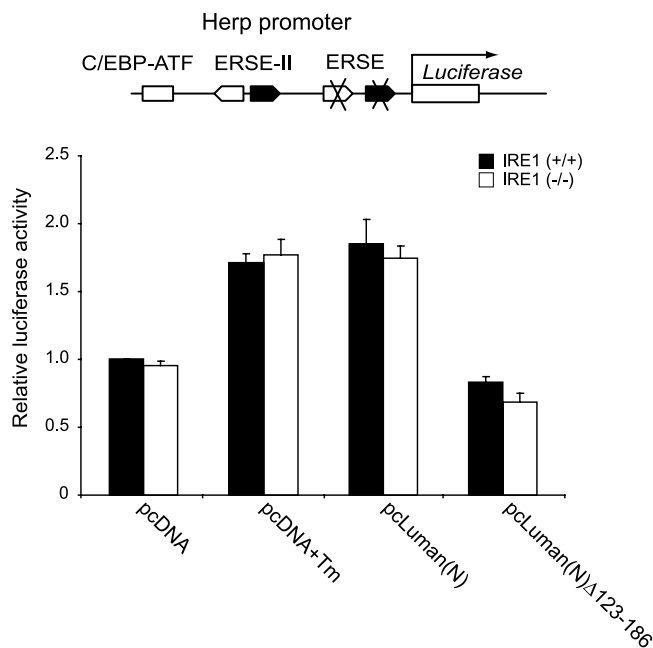 Herp promoter
C/EBP-ATF ERSE-II ERSE
Luciferase
2.5
2.0
1.5
1.0
0.5
0
Relative luciferase activity
IRE1 (+/+)
IRE1 (-/-)
pcDNA
pcDNA+Tm
pcLuman(N)
pcLuman(N)Δ123-186